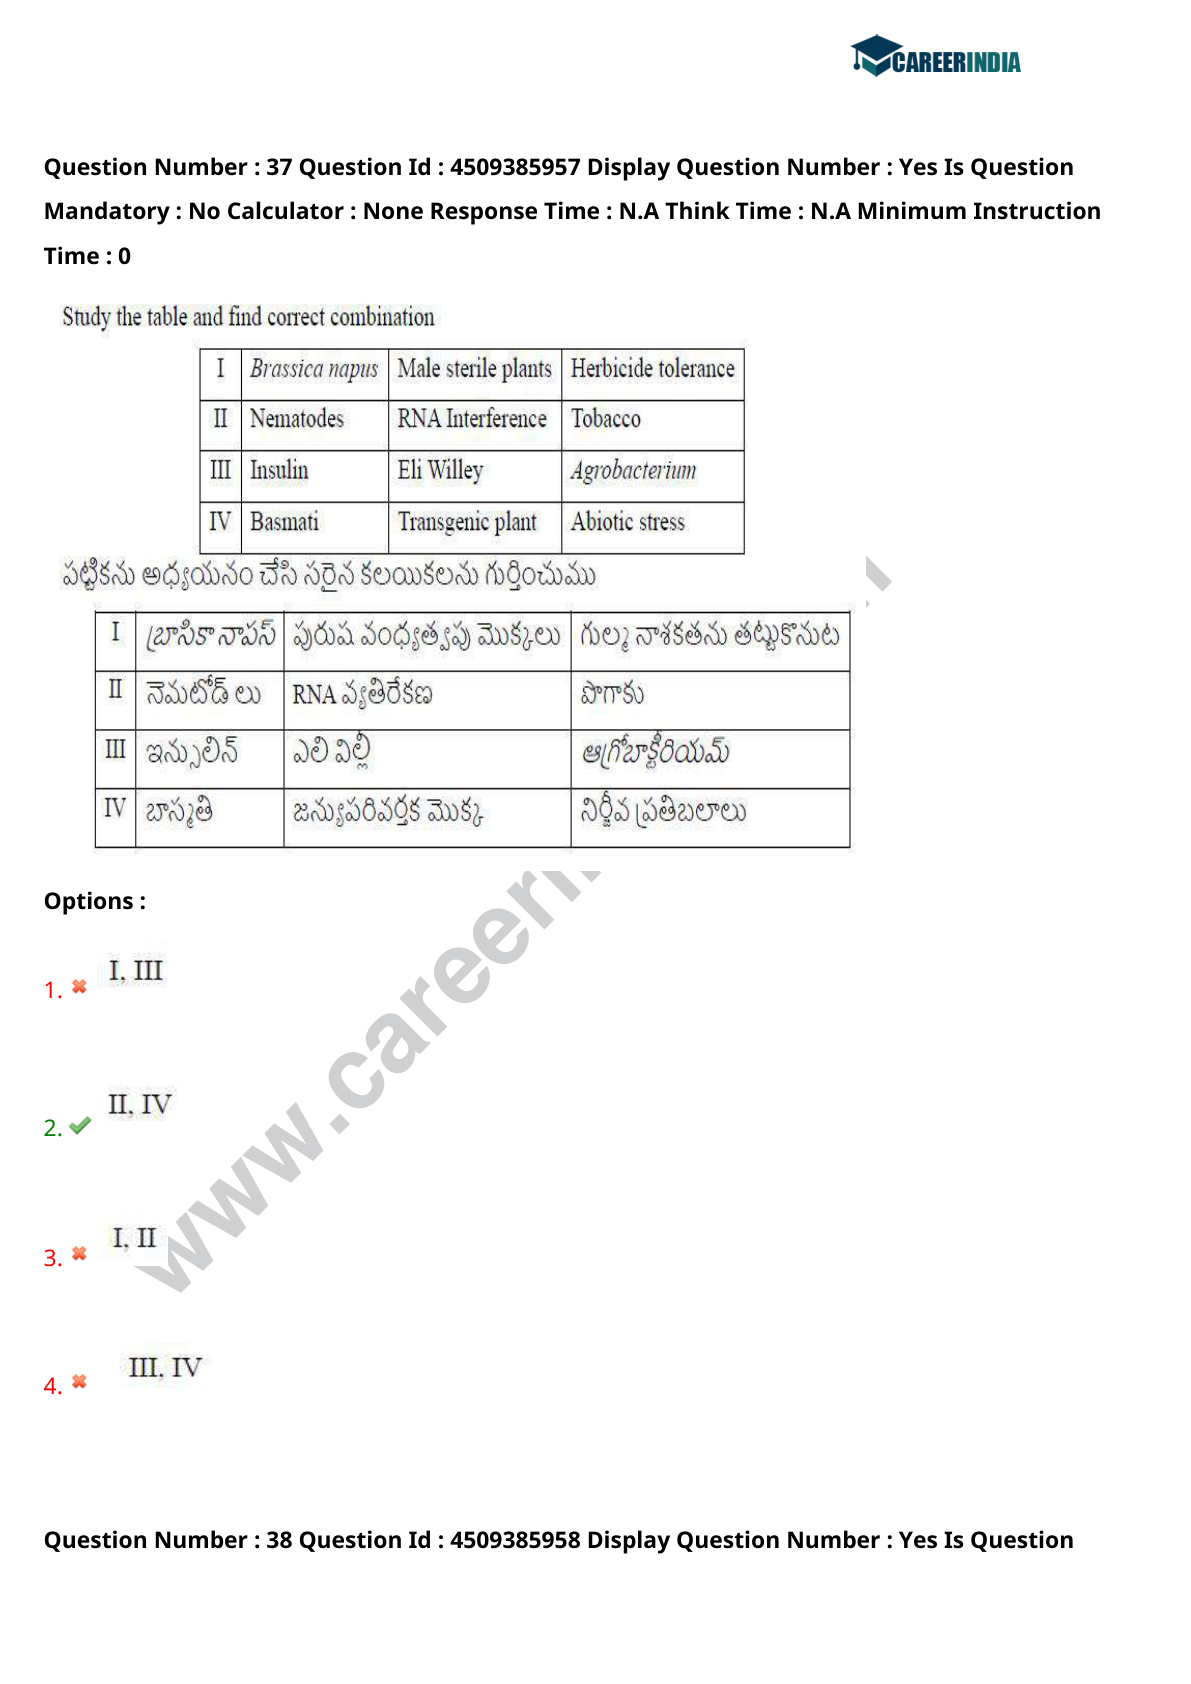 CAREERINDIA
Question Number : 37 Question Id : 4509385957 Display Question Number : Yes Is Question
Mandatory : No Calculator : None Response Time : N.A Think Time : N.A Minimum Instruction
Time : 0
Study the table and find correct combination
I Brassica napus Male sterile plants Herbicide tolerance
II Nematodes RNA Interference Tobacco
III Insulin Eli Willey Agrobacterium
IV Basmati Transgenic plant Abiotic stress
పట్టికను అధ్యయనం చేసి సరైన కలయికలను గుర్తించుము
I బ్రాసికా నాపస్ పురుష వంధ్యత్వపు మొక్కలు గుల్మ నాశకతను తట్టుకొనుట
II నెమటోడ్ లు RNA వ్యతిరేకణ పొగాకు
III ఇన్సులిన్ ఎలి విల్లీ ఆగ్రోబాక్టీరియమ్
IV బాస్మతి జన్యుపరివర్తక మొక్క నిర్జీవ ప్రతిబలాలు
Options :
1. I, III
2. II, IV
3. I, II
4. III, IV
www.careeri
Question Number : 38 Question Id : 4509385958 Display Question Number : Yes Is Question